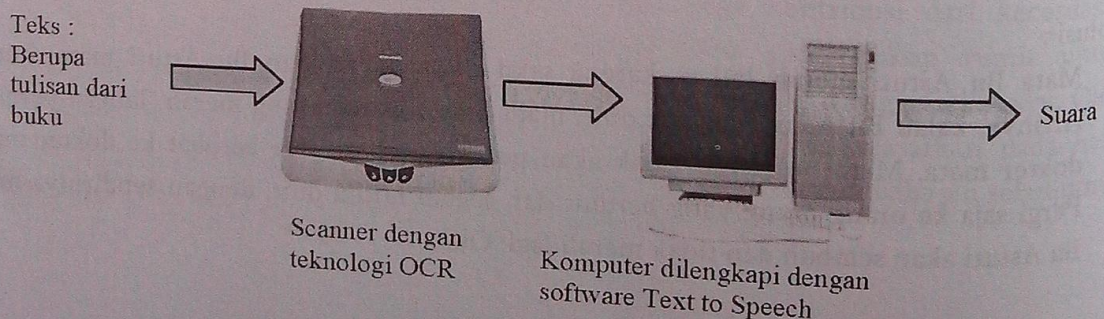 Teks :
Berupa
tulisan dari
buku
Suara
Scanner dengan
teknologi OCR
Komputer dilengkapi dengan
software Text to Speech